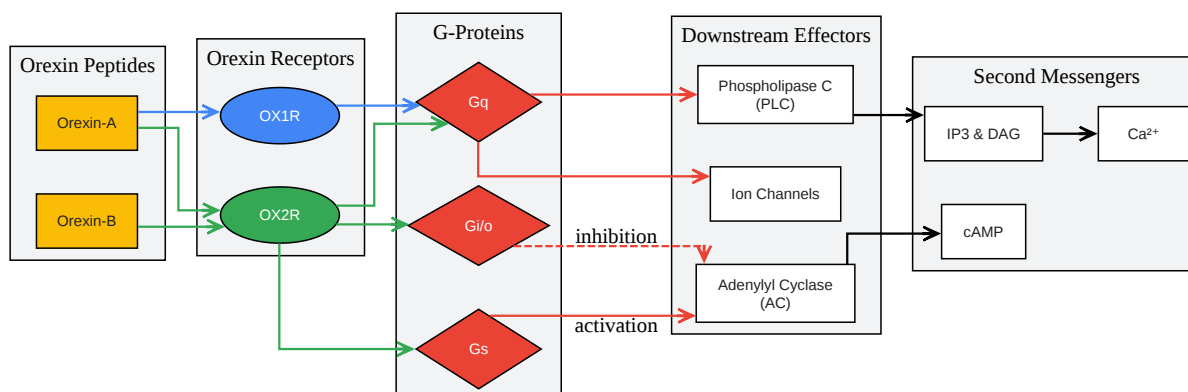 Orexin Peptides
Orexin-A
Orexin-B
Orexin Receptors
OX1R
OX2R
G-Proteins
Gq
Gi/o
Gs
inhibition
activation
Downstream Effectors
Phospholipase C
(PLC)
Ion Channels
Adenylyl Cyclase
(AC)
Second Messengers
IP3 & DAG
Ca²⁺
cAMP